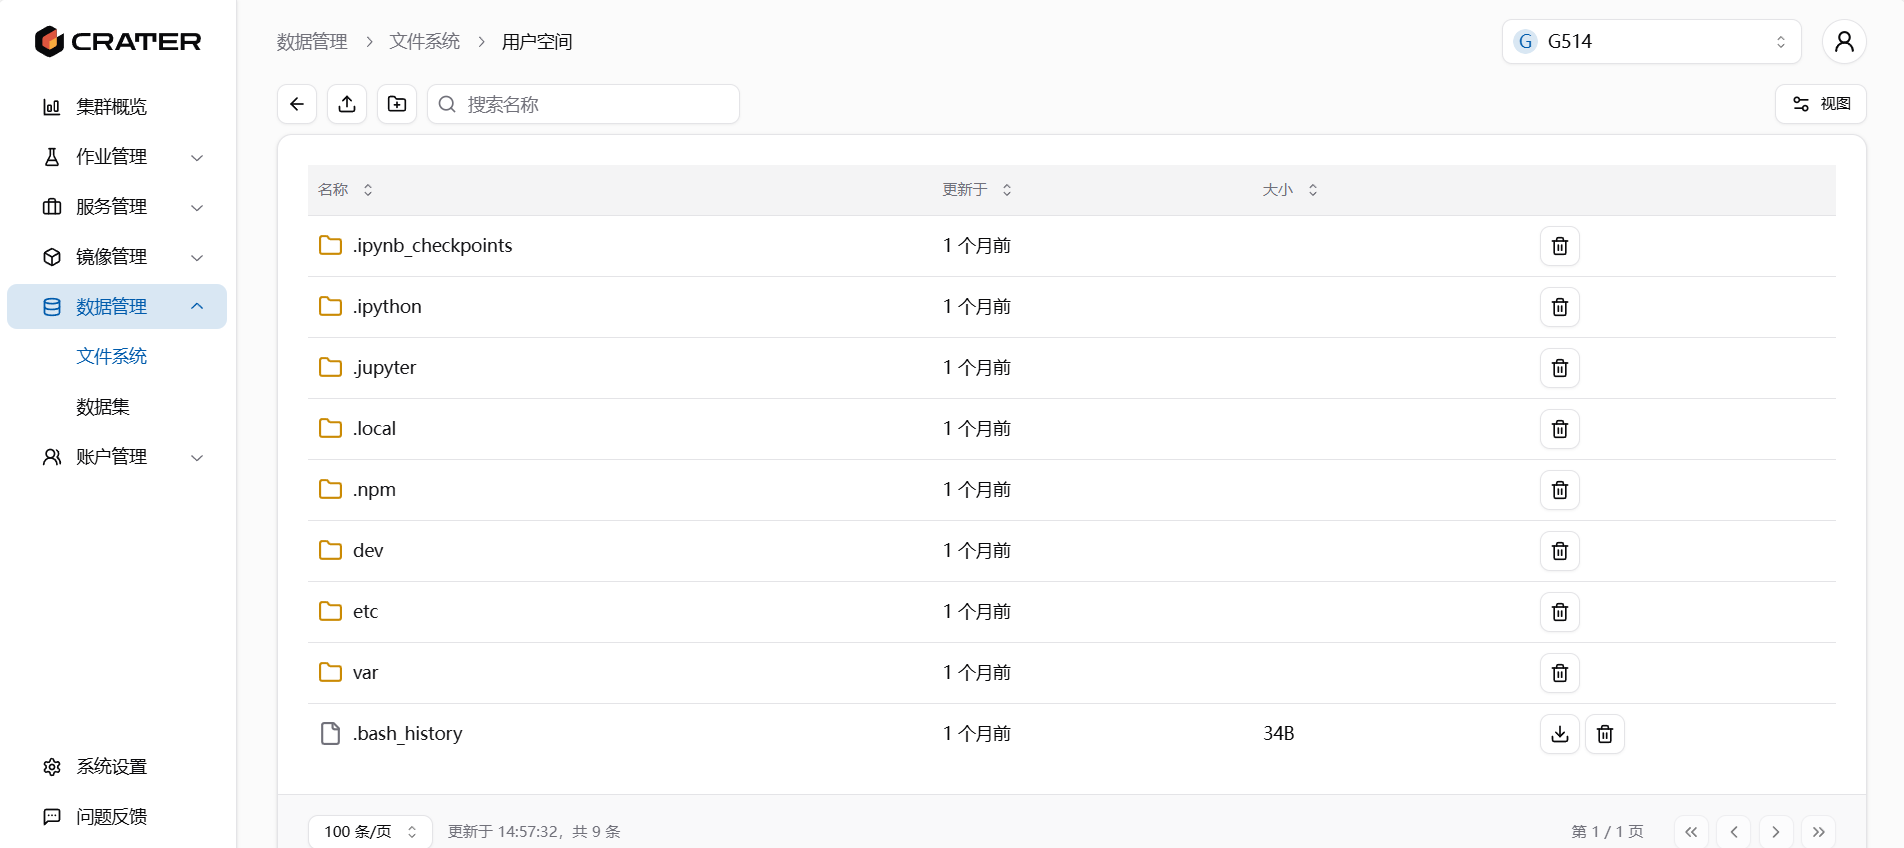 CRATER
集群概览
作业管理
服务管理
镜像管理
数据管理
文件系统
数据集
账户管理
系统设置
问题反馈
数据管理 > 文件系统 > 用户空间
G G514
搜索名称
视图
名称 更新于 大小
.ipynb_checkpoints 1 个月前
.ipython 1 个月前
.jupyter 1 个月前
.local 1 个月前
.npm 1 个月前
dev 1 个月前
etc 1 个月前
var 1 个月前
.bash_history 1 个月前 34B
100 条/页 更新于 14:57:32，共 9 条 第 1 / 1 页